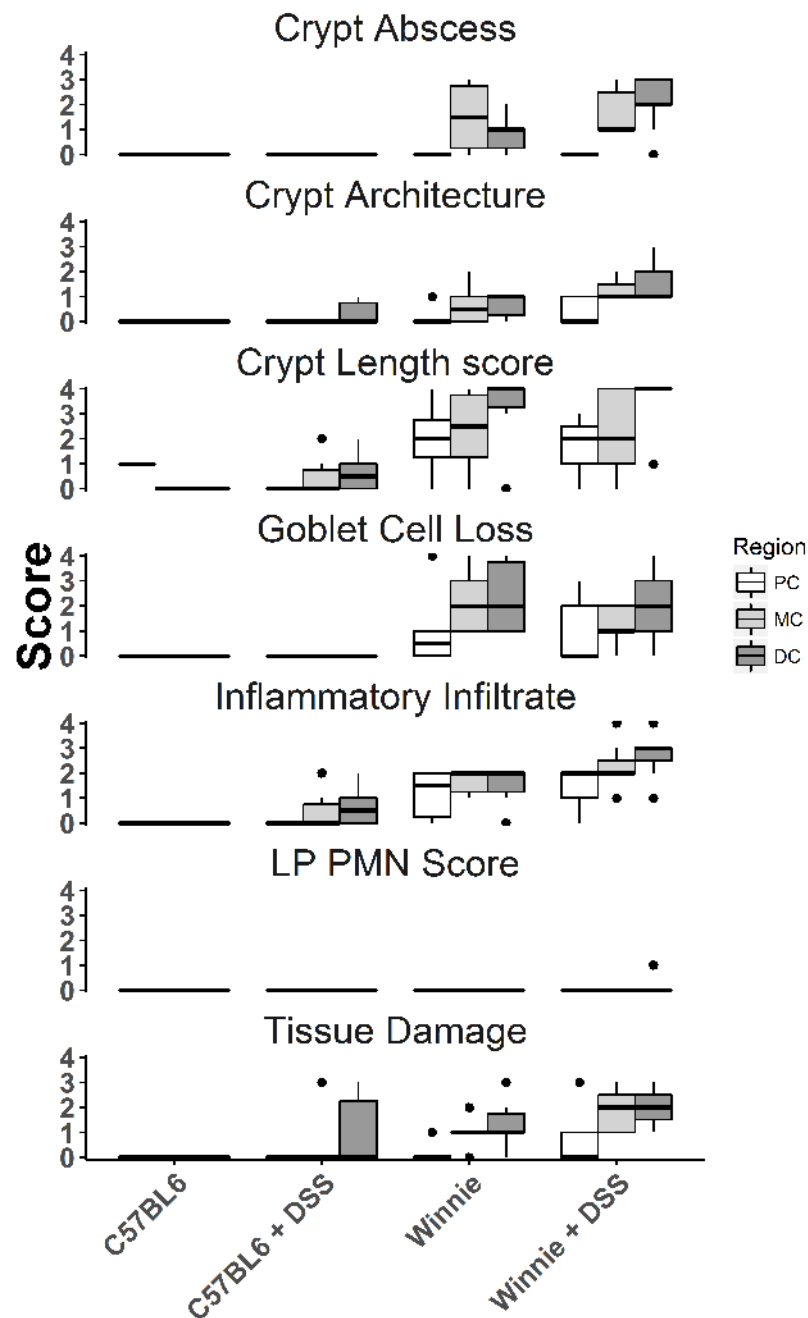 Crypt Abscess
4
3
2
1
0
Crypt Architecture
4
3
2
1
0
Crypt Length score
4
3
2
1
0
Goblet Cell Loss
4
3
2
1
0
Inflammatory Infiltrate
4
3
2
1
0
LP PMN Score
4
3
2
1
0
Tissue Damage
4
3
2
1
0
Score
C57BL6
C57BL6 + DSS
Winnie
Winnie + DSS
Region
PC
MC
DC